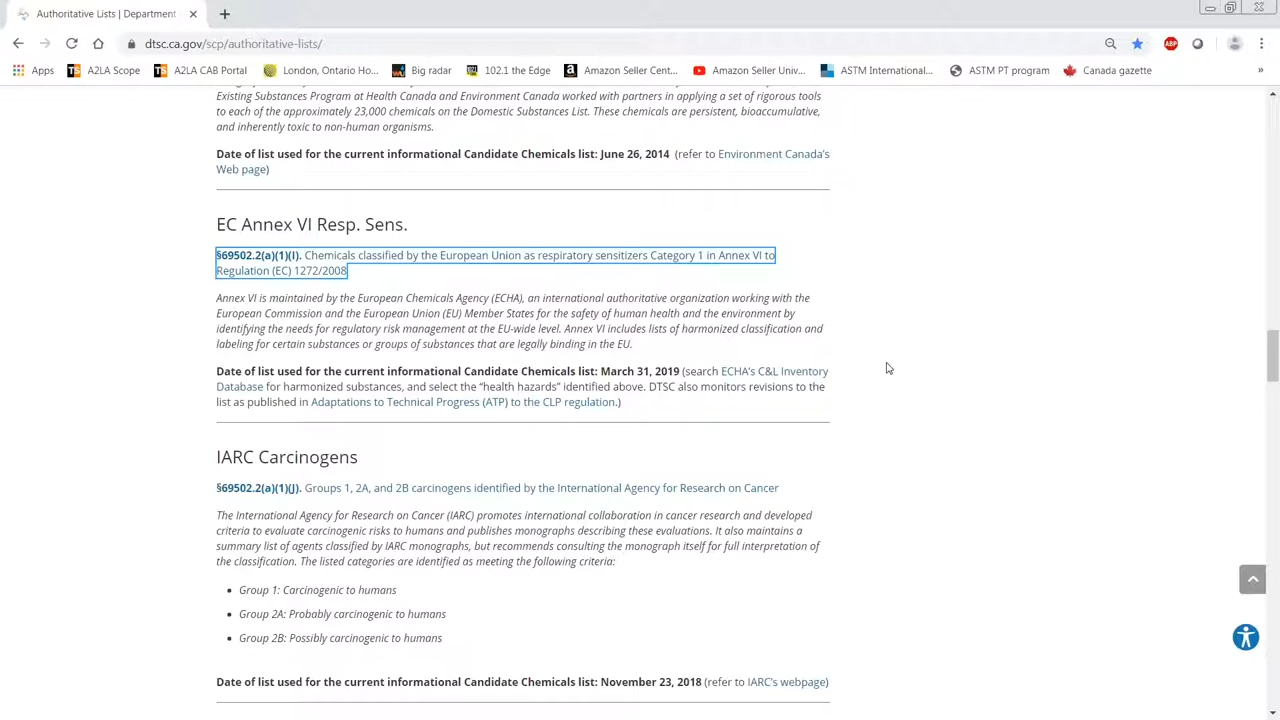 Authoritative Lists | Department
dtsc.ca.gov/scp/authoritative-lists/
ABP
Apps
A2LA Scope
A2LA CAB Portal
London, Ontario Ho...
Big radar
102.1 the Edge
Amazon Seller Cent...
Amazon Seller Univ...
ASTM International...
ASTM PT program
Canada gazette
»
Existing Substances Program at Health Canada and Environment Canada worked with partners in applying a set of rigorous tools
to each of the approximately 23,000 chemicals on the Domestic Substances List. These chemicals are persistent, bioaccumulative,
and inherently toxic to non-human organisms.
Date of list used for the current informational Candidate Chemicals list: June 26, 2014 (refer to Environment Canada's
Web page)
EC Annex VI Resp. Sens.
§69502.2(a)(1)(I). Chemicals classified by the European Union as respiratory sensitizers Category 1 in Annex VI to
Regulation (EC) 1272/2008
Annex VI is maintained by the European Chemicals Agency (ECHA), an international authoritative organization working with the
European Commission and the European Union (EU) Member States for the safety of human health and the environment by
identifying the needs for regulatory risk management at the EU-wide level. Annex VI includes lists of harmonized classification and
labeling for certain substances or groups of substances that are legally binding in the EU.
Date of list used for the current informational Candidate Chemicals list: March 31, 2019 (search ECHA's C&L Inventory
Database for harmonized substances, and select the “health hazards” identified above. DTSC also monitors revisions to the
list as published in Adaptations to Technical Progress (ATP) to the CLP regulation.)
IARC Carcinogens
§69502.2(a)(1)(J). Groups 1, 2A, and 2B carcinogens identified by the International Agency for Research on Cancer
The International Agency for Research on Cancer (IARC) promotes international collaboration in cancer research and developed
criteria to evaluate carcinogenic risks to humans and publishes monographs describing these evaluations. It also maintains a
summary list of agents classified by IARC monographs, but recommends consulting the monograph itself for full interpretation of
the classification. The listed categories are identified as meeting the following criteria:
• Group 1: Carcinogenic to humans
• Group 2A: Probably carcinogenic to humans
• Group 2B: Possibly carcinogenic to humans
Date of list used for the current informational Candidate Chemicals list: November 23, 2018 (refer to IARC's webpage)